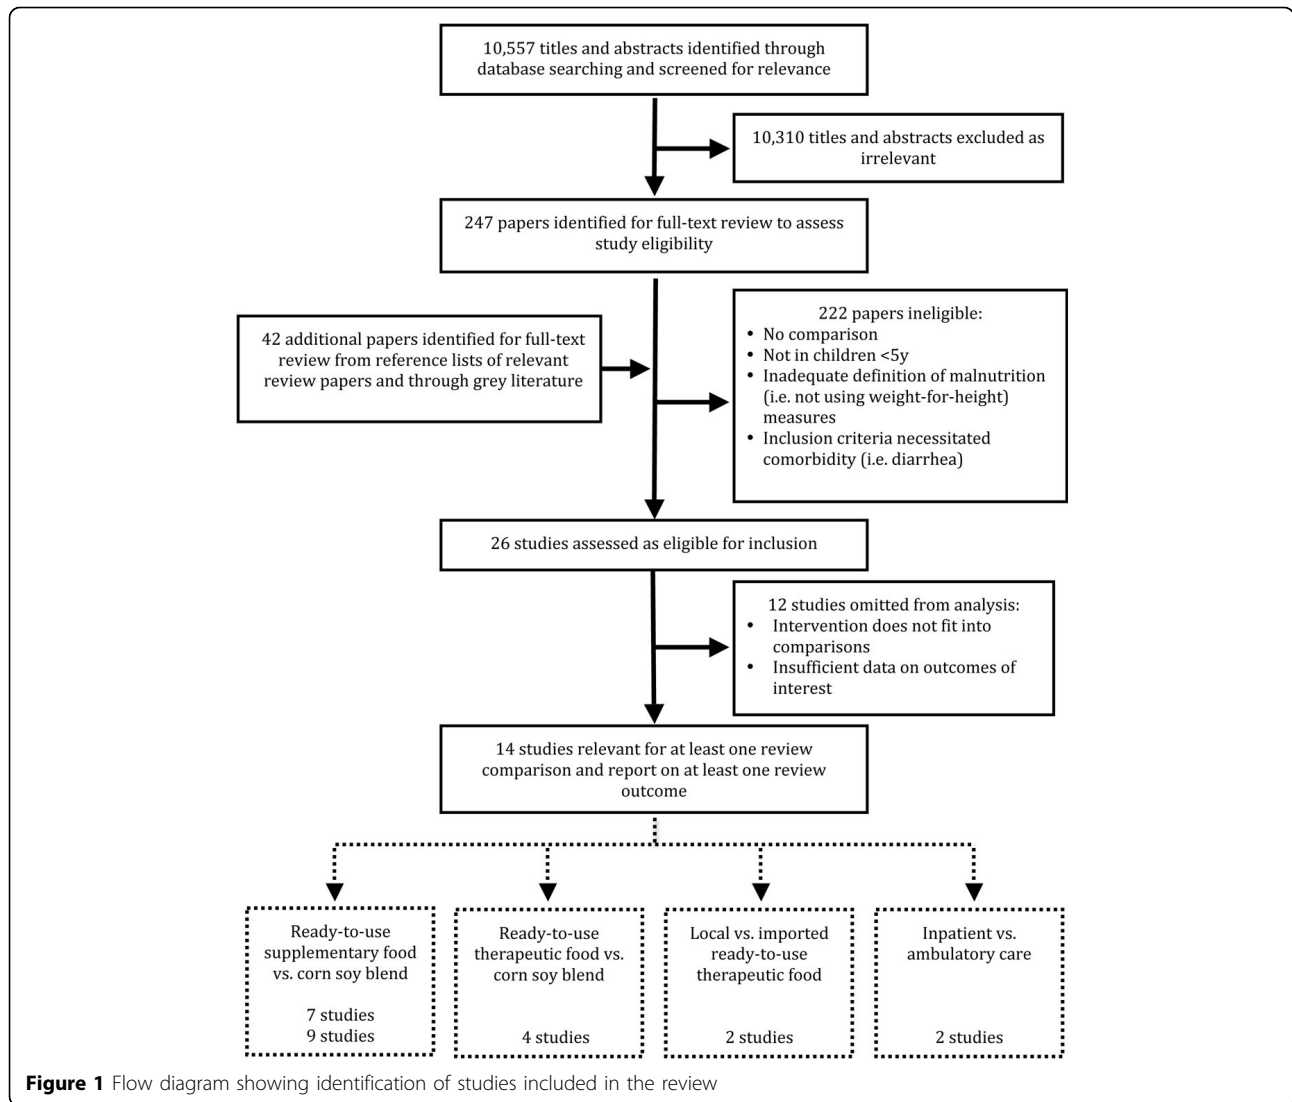 10,557 titles and abstracts identified through
database searching and screened for relevance
10,310 titles and abstracts excluded as
irrelevant
247 papers identified for full-text review to assess
study eligibility
42 additional papers identified for full-text
review from reference lists of relevant
review papers and through grey literature
222 papers ineligible:
• No comparison
• Not in children <5y
• Inadequate definition of malnutrition
(i.e. not using weight-for-height)
measures
• Inclusion criteria necessitated
comorbidity (i.e. diarrhea)
26 studies assessed as eligible for inclusion
12 studies omitted from analysis:
• Intervention does not fit into
comparisons
• Insufficient data on outcomes of
interest
14 studies relevant for at least one review
comparison and report on at least one review
outcome
Ready-to-use
supplementary food
vs. corn soy blend
7 studies
9 studies
Ready-to-use
therapeutic food vs.
corn soy blend
4 studies
Local vs. imported
ready-to-use
therapeutic food
2 studies
Inpatient vs.
ambulatory care
2 studies
Figure 1 Flow diagram showing identification of studies included in the review